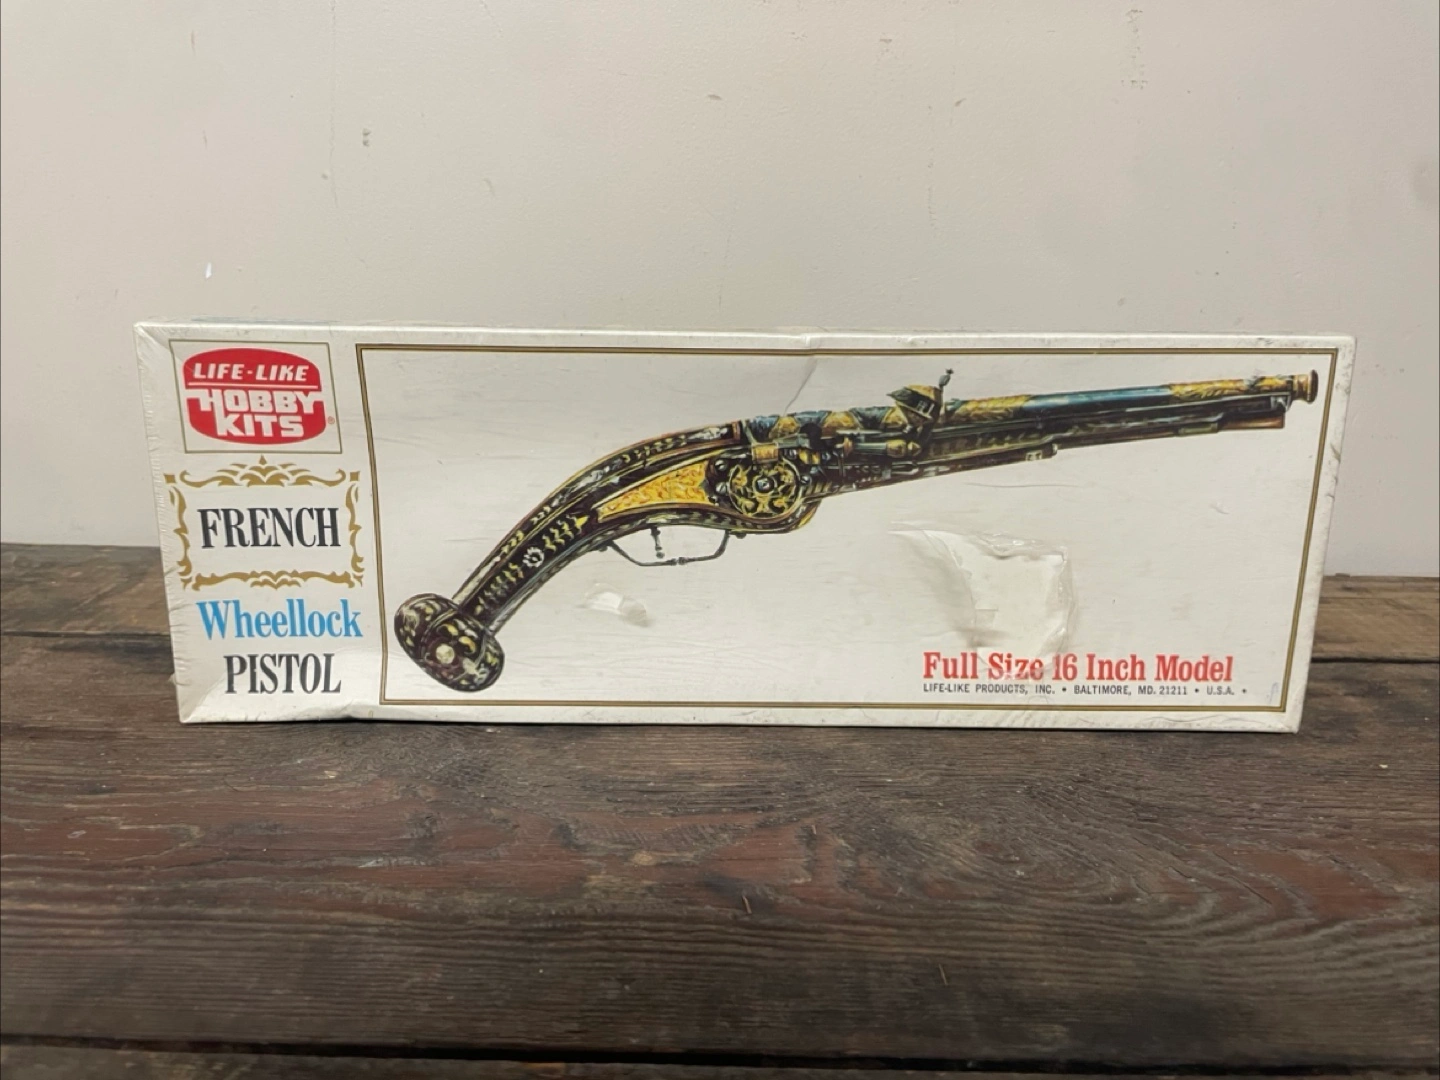 LIFE-LIKE
HOBBY
KITS
®
FRENCH
Wheellock
PISTOL
Full Size 16 Inch Model
LIFE-LIKE PRODUCTS, INC. • BALTIMORE, MD. 21211 • U.S.A. •